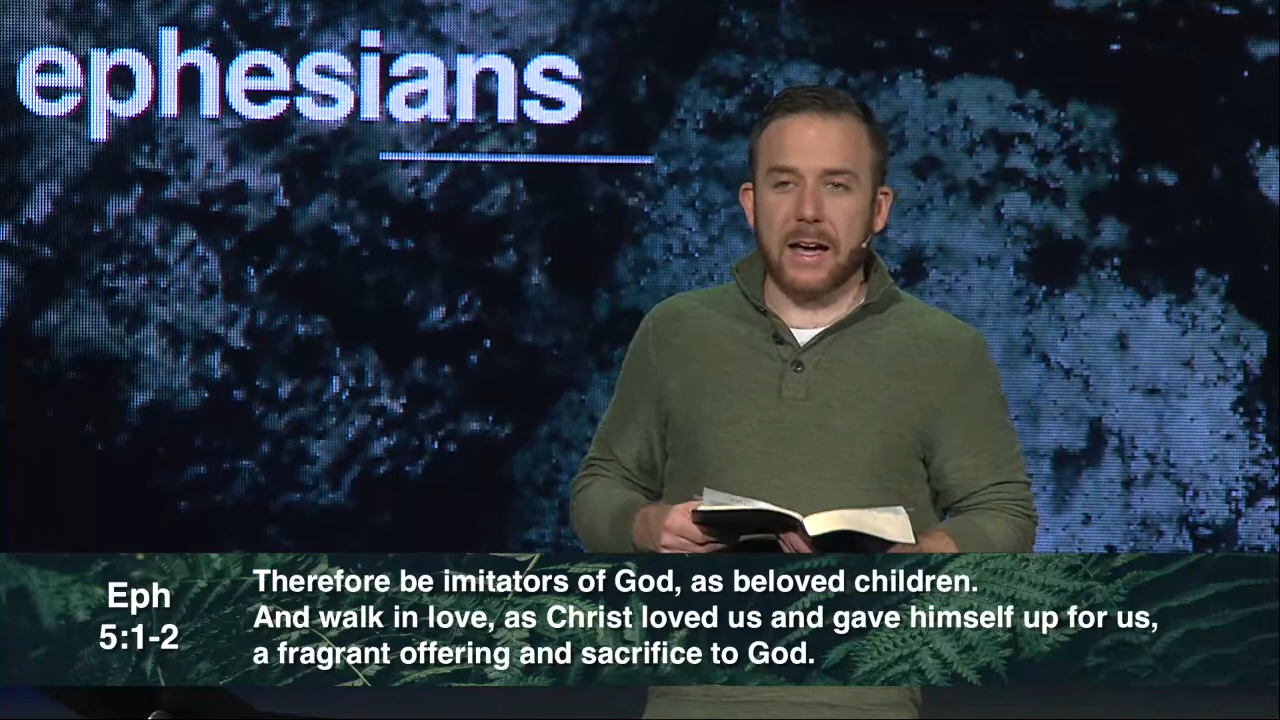 ephesians
Eph
5:1-2
Therefore be imitators of God, as beloved children.
And walk in love, as Christ loved us and gave himself up for us,
a fragrant offering and sacrifice to God.